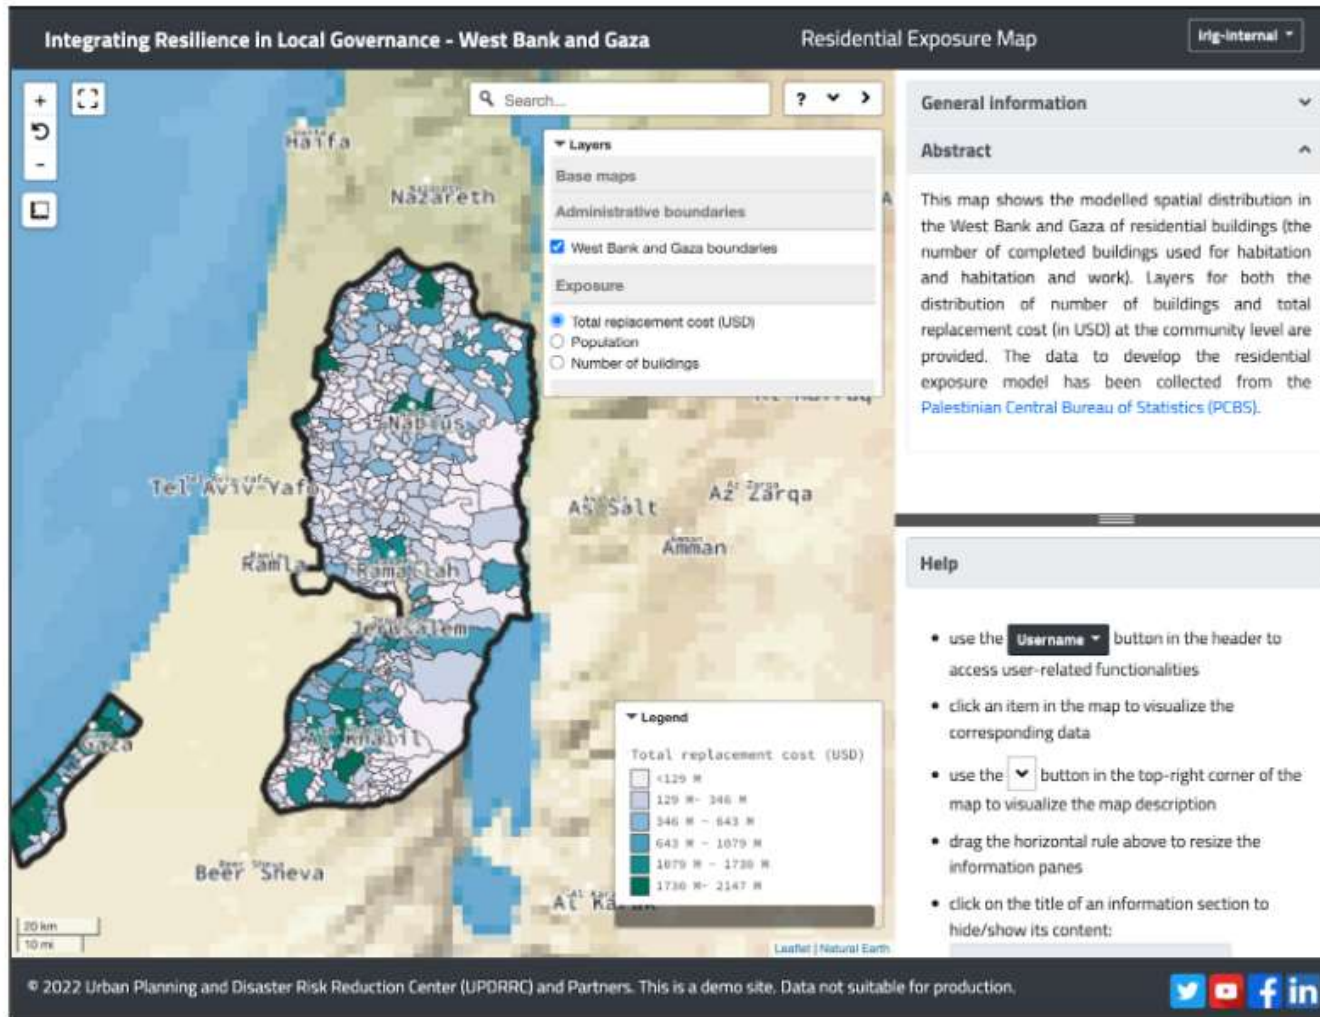 Integrating Resilience in Local Governance - West Bank and Gaza
Residential Exposure Map
irig-internal
+
-
Search...
?
Layers
Base maps
Administrative boundaries
West Bank and Gaza boundaries
Exposure
Total replacement cost (USD)
Population
Number of buildings
Haifa
Nazareth
Nablus
Tel Aviv-Yafo
As Salt
Az Zarqa
Amman
Ramla
Ramallah
Jerusalem
Gaza
Al Khalil
Beer Sheva
Legend
Total replacement cost (USD)
<129 M
129 M- 346 M
346 M - 643 M
643 M - 1079 M
1079 M - 1730 M
1730 M- 2147 M
20 km
10 mi
Leaflet | Natural Earth
General information
Abstract
This map shows the modelled spatial distribution in
the West Bank and Gaza of residential buildings (the
number of completed buildings used for habitation
and habitation and work). Layers for both the
distribution of number of buildings and total
replacement cost (in USD) at the community level are
provided. The data to develop the residential
exposure model has been collected from the
Palestinian Central Bureau of Statistics (PCBS).
Help
• use the Username button in the header to
access user-related functionalities
• click an item in the map to visualize the
corresponding data
• use the button in the top-right corner of the
map to visualize the map description
• drag the horizontal rule above to resize the
information panes
• click on the title of an information section to
hide/show its content:
© 2022 Urban Planning and Disaster Risk Reduction Center (UPDRRC) and Partners. This is a demo site. Data not suitable for production.